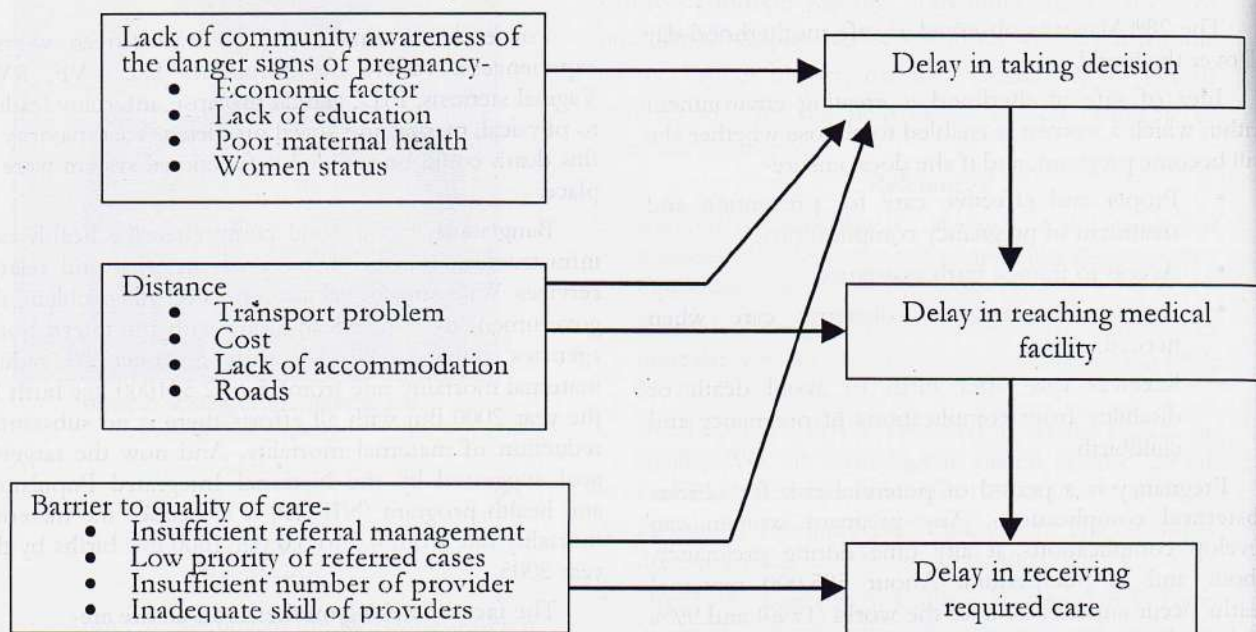 Lack of community awareness of
the danger signs of pregnancy-
• Economic factor
• Lack of education
• Poor maternal health
• Women status
Delay in taking decision
Distance
• Transport problem
• Cost
• Lack of accommodation
• Roads
Delay in reaching medical
facility
Barrier to quality of care-
• Insufficient referral management
• Low priority of referred cases
• Insufficient number of provider
• Inadequate skill of providers
Delay in receiving
required care